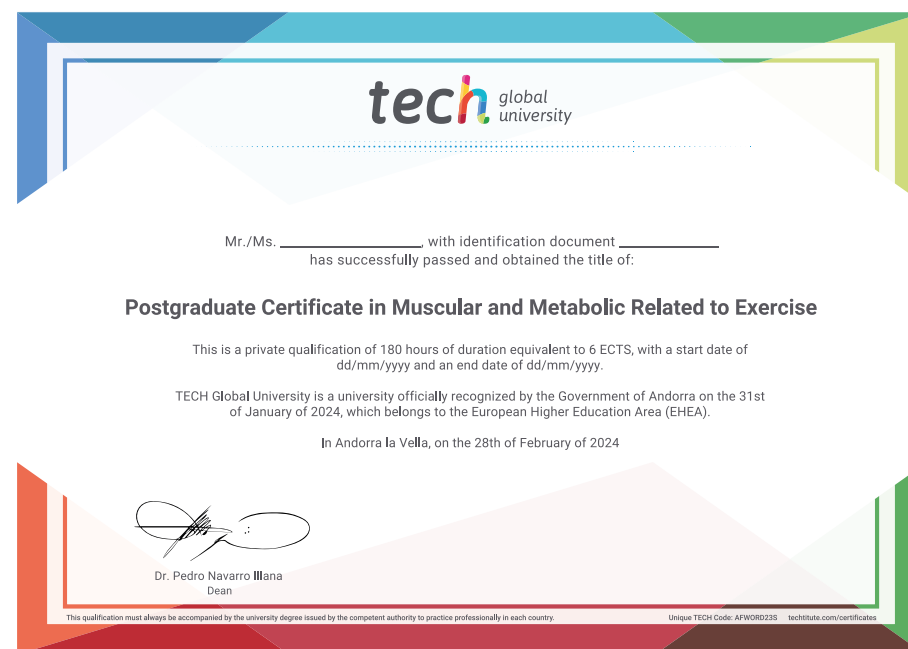 tech global
university
Mr./Ms. ____________________, with identification document ______________
has successfully passed and obtained the title of:
Postgraduate Certificate in Muscular and Metabolic Related to Exercise
This is a private qualification of 180 hours of duration equivalent to 6 ECTS, with a start date of
dd/mm/yyyy and an end date of dd/mm/yyyy.
TECH Global University is a university officially recognized by the Government of Andorra on the 31st
of January of 2024, which belongs to the European Higher Education Area (EHEA).
In Andorra la Vella, on the 28th of February of 2024
Dr. Pedro Navarro Illana
Dean
This qualification must always be accompanied by the university degree issued by the competent authority to practice professionally in each country.
Unique TECH Code: AFWORD23S techtitute.com/certificates